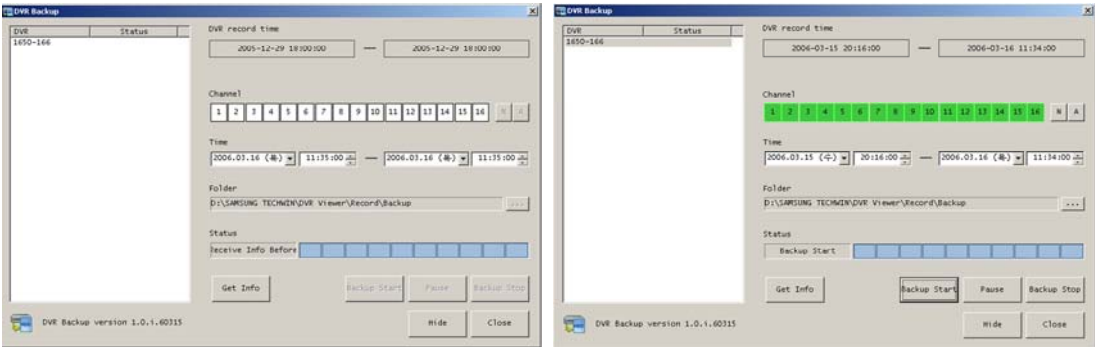 DVR Backup
DVR Status
1650-166
DVR record time
2005-12-29 18:00:00 — 2005-12-29 18:00:00
Channel
1 2 3 4 5 6 7 8 9 10 11 12 13 14 15 16 N A
Time
2006.03.16 (목) 11:35:00 — 2006.03.16 (목) 11:35:00
Folder
D:\SAMSUNG TECHWIN\DVR Viewer\Record\Backup ...
Status
Receive Info Before
Get Info Backup Start Pause Backup Stop
DVR Backup version 1.0.1.60315 Hide Close
DVR Backup
DVR Status
1650-166
DVR record time
2006-03-15 20:16:00 — 2006-03-16 11:34:00
Channel
1 2 3 4 5 6 7 8 9 10 11 12 13 14 15 16 N A
Time
2006.03.15 (수) 20:16:00 — 2006.03.16 (목) 11:34:00
Folder
D:\SAMSUNG TECHWIN\DVR Viewer\Record\Backup ...
Status
Backup Start
Get Info Backup Start Pause Backup Stop
DVR Backup version 1.0.1.60315 Hide Close